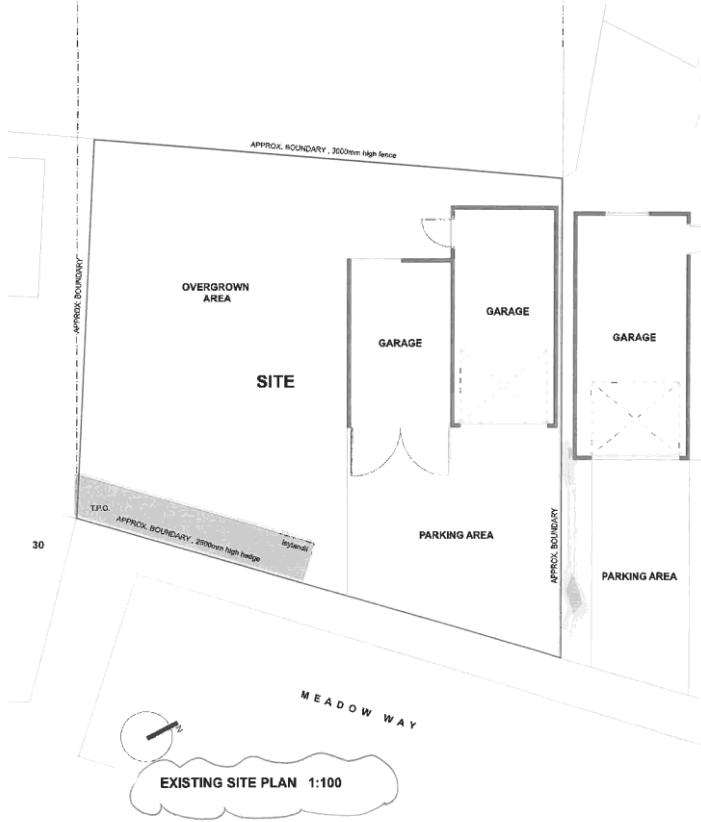 APPROX. BOUNDARY , 3000mm high fence
APPROX. BOUNDARY
OVERGROWN
AREA
GARAGE
GARAGE
GARAGE
SITE
T.P.O.
APPROX. BOUNDARY , 2500mm high hedge
leylandii
PARKING AREA
APPROX. BOUNDARY
30
PARKING AREA
MEADOW WAY
N
EXISTING SITE PLAN 1:100